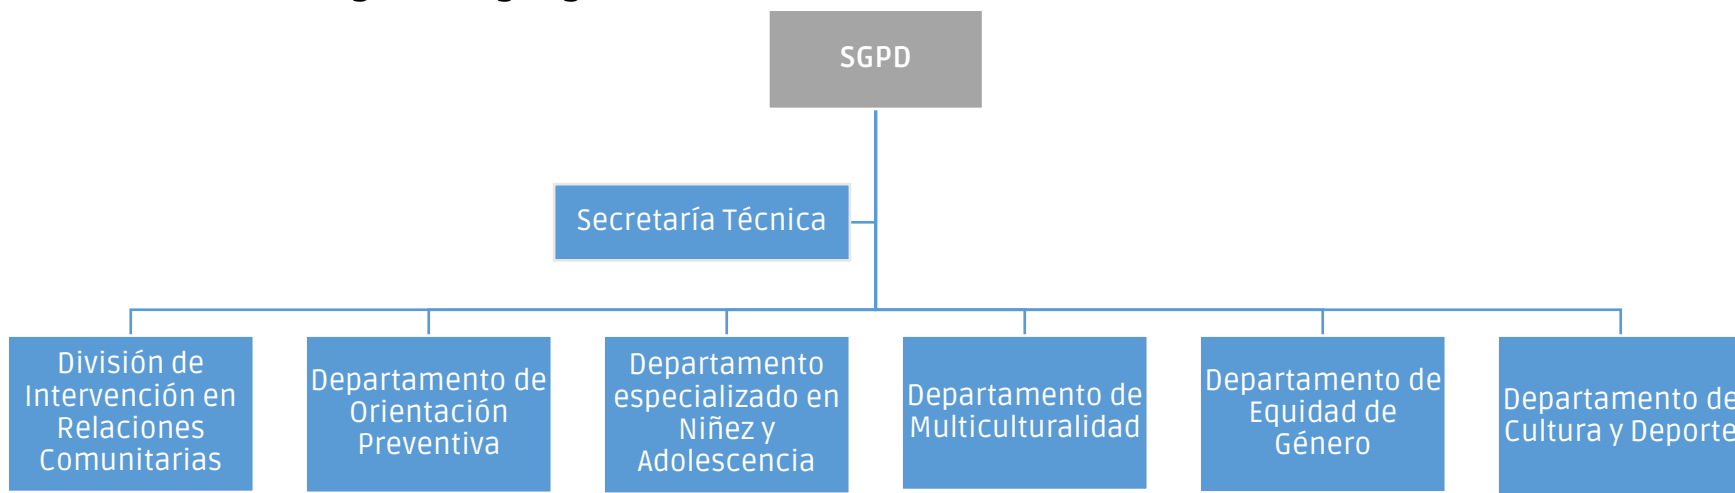 SGPD
Secretaría Técnica
División de
Intervención en
Relaciones
Comunitarias
Departamento de
Orientación
Preventiva
Departamento
especializado en
Niñez y
Adolescencia
Departamento de
Multiculturalidad
Departamento de
Equidad de
Género
Departamento de
Cultura y Deporte